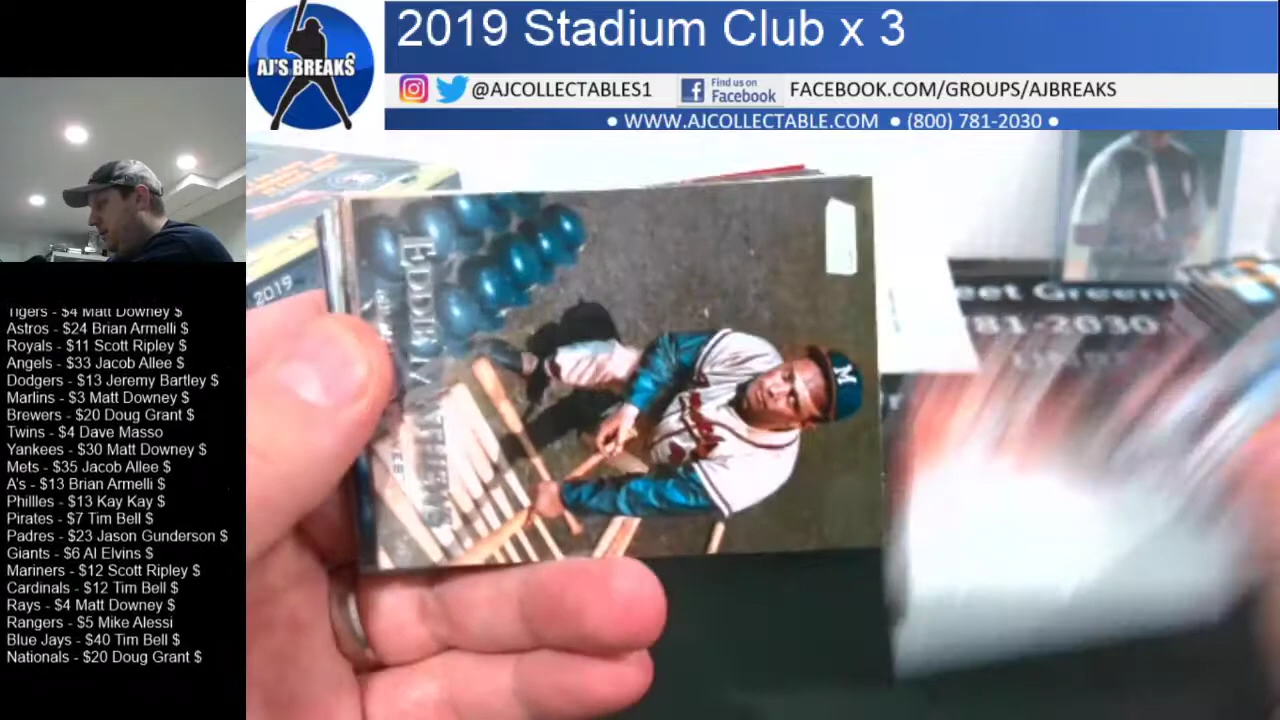 AJ'S BREAKS
2019 Stadium Club x 3
@AJCOLLECTABLES1 Find us on Facebook FACEBOOK.COM/GROUPS/AJBREAKS
• WWW.AJCOLLECTABLE.COM • (800) 781-2030 •
Tigers - $4 Matt Downey $
Astros - $24 Brian Armelli $
Royals - $11 Scott Ripley $
Angels - $33 Jacob Allee $
Dodgers - $13 Jeremy Bartley $
Marlins - $3 Matt Downey $
Brewers - $20 Doug Grant $
Twins - $4 Dave Masso
Yankees - $30 Matt Downey $
Mets - $35 Jacob Allee $
A's - $13 Brian Armelli $
Phillles - $13 Kay Kay $
Pirates - $7 Tim Bell $
Padres - $23 Jason Gunderson $
Giants - $6 Al Elvins $
Mariners - $12 Scott Ripley $
Cardinals - $12 Tim Bell $
Rays - $4 Matt Downey $
Rangers - $5 Mike Alessi
Blue Jays - $40 Tim Bell $
Nationals - $20 Doug Grant $
2019
EDDIE
M
81-2030